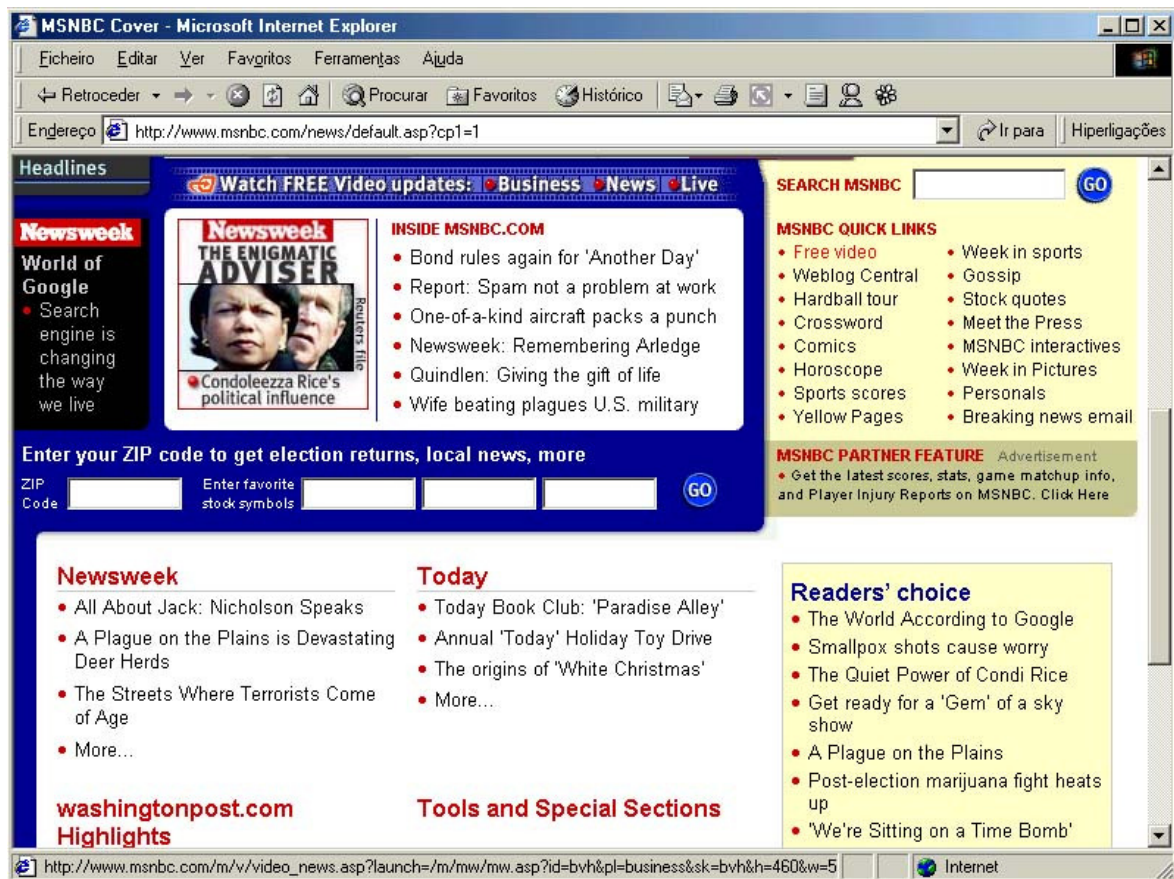 MSNBC Cover - Microsoft Internet Explorer
Ficheiro Editar Ver Favoritos Ferramentas Ajuda
Retroceder Procurar Favoritos Histórico
Endereço http://www.msnbc.com/news/default.asp?cp1=1 Ir para Hiperligações
Headlines
Watch FREE Video updates: Business News Live
Newsweek
World of
Google
• Search
engine is
changing
the way
we live
Newsweek
THE ENIGMATIC
ADVISER
Reuters file
Condoleezza Rice's
political influence
INSIDE MSNBC.COM
• Bond rules again for 'Another Day'
• Report: Spam not a problem at work
• One-of-a-kind aircraft packs a punch
• Newsweek: Remembering Arledge
• Quindlen: Giving the gift of life
• Wife beating plagues U.S. military
SEARCH MSNBC GO
MSNBC QUICK LINKS
• Free video
• Weblog Central
• Hardball tour
• Crossword
• Comics
• Horoscope
• Sports scores
• Yellow Pages
• Week in sports
• Gossip
• Stock quotes
• Meet the Press
• MSNBC interactives
• Week in Pictures
• Personals
• Breaking news email
Enter your ZIP code to get election returns, local news, more
ZIP
Code
Enter favorite
stock symbols
GO
MSNBC PARTNER FEATURE Advertisement
• Get the latest scores, stats, game matchup info,
and Player Injury Reports on MSNBC. Click Here
Newsweek
• All About Jack: Nicholson Speaks
• A Plague on the Plains is Devastating
Deer Herds
• The Streets Where Terrorists Come
of Age
• More...
Today
• Today Book Club: 'Paradise Alley'
• Annual 'Today' Holiday Toy Drive
• The origins of 'White Christmas'
• More...
Readers' choice
• The World According to Google
• Smallpox shots cause worry
• The Quiet Power of Condi Rice
• Get ready for a 'Gem' of a sky
show
• A Plague on the Plains
• Post-election marijuana fight heats
up
• 'We're Sitting on a Time Bomb'
washingtonpost.com
Highlights
Tools and Special Sections
http://www.msnbc.com/m/v/video_news.asp?launch=/m/mw/mw.asp?id=bvh&pl=business&sk=bvh&h=460&w=5 Internet